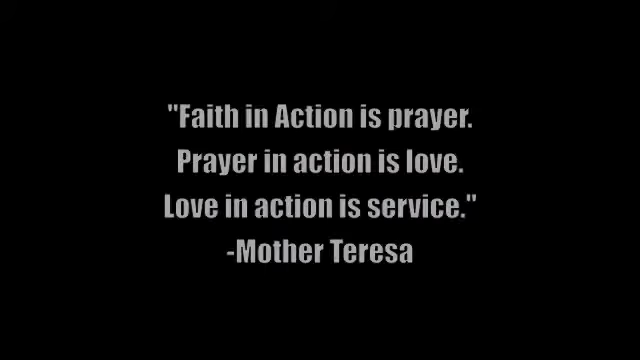 "Faith in Action is prayer.
Prayer in action is love.
Love in action is service."
-Mother Teresa